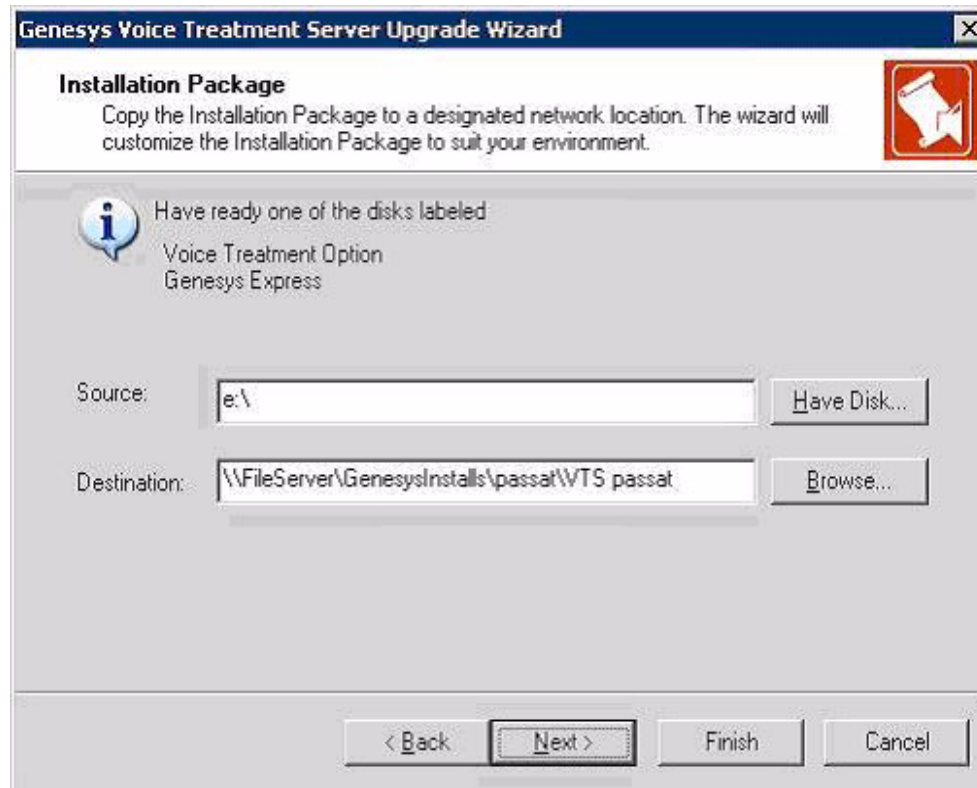 Genesys Voice Treatment Server Upgrade Wizard
Installation Package
Copy the Installation Package to a designated network location. The wizard will
customize the Installation Package to suit your environment.
Have ready one of the disks labeled
Voice Treatment Option
Genesys Express
Source:
e:\
Have Disk...
Destination:
\\FileServer\GenesysInstalls\passat\VTS passat
Browse...
< Back
Next >
Finish
Cancel